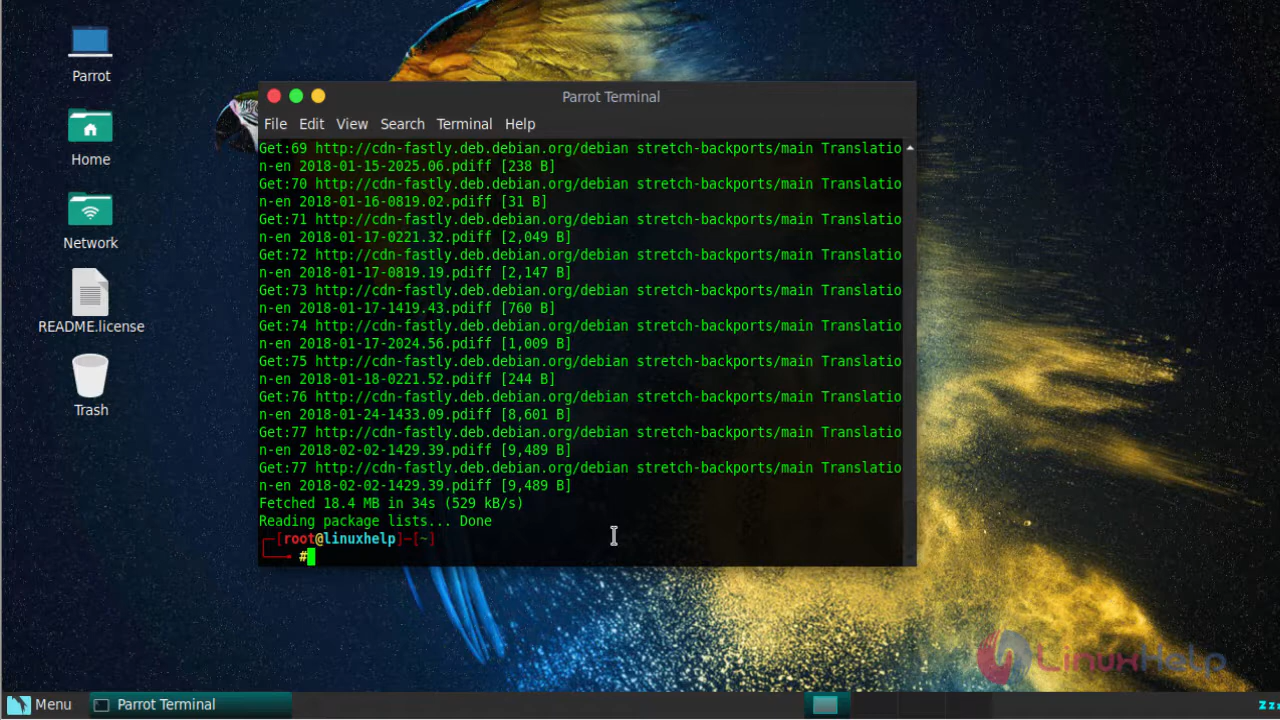 Parrot
Home
Network
README.license
Trash
Parrot Terminal
File Edit View Search Terminal Help
Get:69 http://cdn-fastly.deb.debian.org/debian stretch-backports/main Translatio
n-en 2018-01-15-2025.06.pdiff [238 B]
Get:70 http://cdn-fastly.deb.debian.org/debian stretch-backports/main Translatio
n-en 2018-01-16-0819.02.pdiff [31 B]
Get:71 http://cdn-fastly.deb.debian.org/debian stretch-backports/main Translatio
n-en 2018-01-17-0221.32.pdiff [2,049 B]
Get:72 http://cdn-fastly.deb.debian.org/debian stretch-backports/main Translatio
n-en 2018-01-17-0819.19.pdiff [2,147 B]
Get:73 http://cdn-fastly.deb.debian.org/debian stretch-backports/main Translatio
n-en 2018-01-17-1419.43.pdiff [760 B]
Get:74 http://cdn-fastly.deb.debian.org/debian stretch-backports/main Translatio
n-en 2018-01-17-2024.56.pdiff [1,009 B]
Get:75 http://cdn-fastly.deb.debian.org/debian stretch-backports/main Translatio
n-en 2018-01-18-0221.52.pdiff [244 B]
Get:76 http://cdn-fastly.deb.debian.org/debian stretch-backports/main Translatio
n-en 2018-01-24-1433.09.pdiff [8,601 B]
Get:77 http://cdn-fastly.deb.debian.org/debian stretch-backports/main Translatio
n-en 2018-02-02-1429.39.pdiff [9,489 B]
Get:77 http://cdn-fastly.deb.debian.org/debian stretch-backports/main Translatio
n-en 2018-02-02-1429.39.pdiff [9,489 B]
Fetched 18.4 MB in 34s (529 kB/s)
Reading package lists... Done
┌─[root@linuxhelp]─[~]
└──╼ #
LinuxHelp
Menu Parrot Terminal
zzz